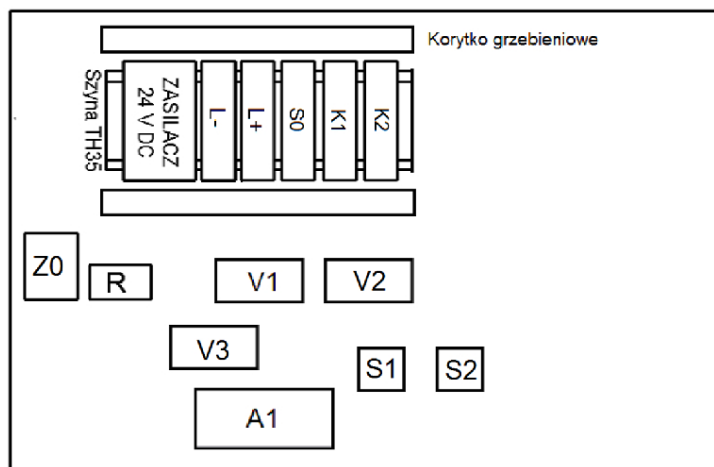 Korytko grzebieniowe
Szyna TH35
ZASILACZ
24 V DC
L-
L+
S0
K1
K2
Z0
R
V1
V2
V3
S1
S2
A1